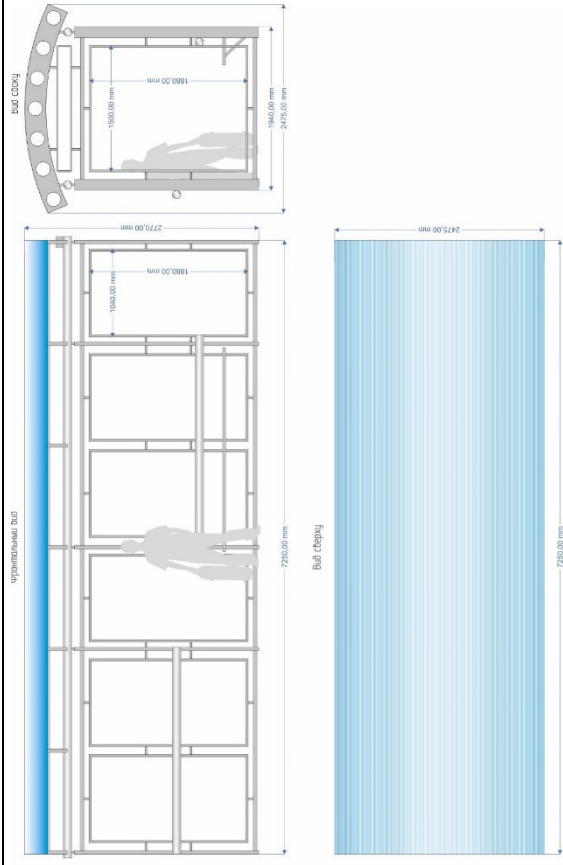 Вид сбоку
1880,00 mm
1500,00 mm
1940,00 mm
2475,00 mm
Фронтальный вид
2770,00 mm
1880,00 mm
1040,00 mm
7250,00 mm
Вид сверху
2475,00 mm
7250,00 mm